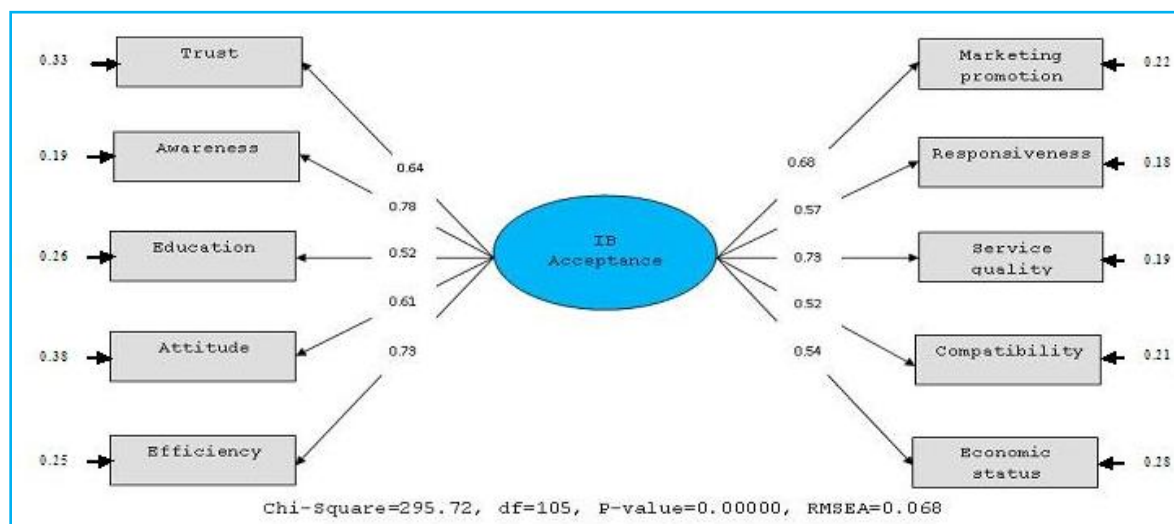 0.33
Trust
0.64
0.19
Awareness
0.78
0.26
Education
0.52
0.38
Attitude
0.61
0.25
Efficiency
0.73
IB
Acceptance
0.68
Marketing
promotion
0.22
0.57
Responsiveness
0.18
0.73
Service
quality
0.19
0.52
Compatibility
0.21
0.54
Economic
status
0.28
Chi-Square=295.72, df=105, P-value=0.00000, RMSEA=0.068